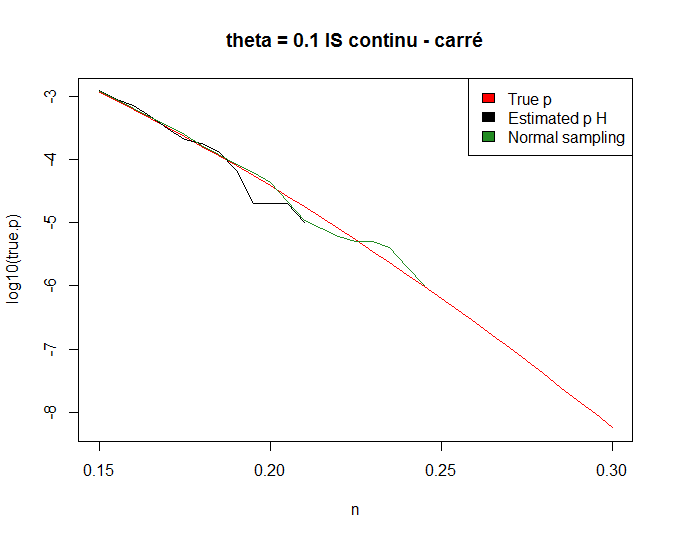 theta = 0.1 IS continu - carré
True p
Estimated p H
Normal sampling
log10(true.p)
-3
-4
-5
-6
-7
-8
0.15 0.20 0.25 0.30
n